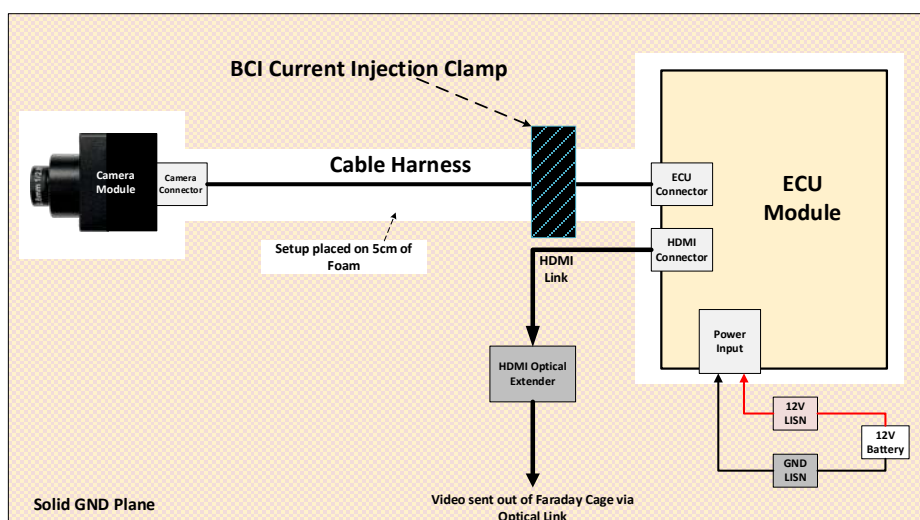 BCI Current Injection Clamp
Cable Harness
Camera
Module
Camera
Connector
ECU
Connector
ECU
Module
HDMI
Connector
Setup placed on 5cm of
Foam
HDMI
Link
Power
Input
HDMI Optical
Extender
12V
LISN
12V
Battery
GND
LISN
Solid GND Plane
Video sent out of Faraday Cage via
Optical Link